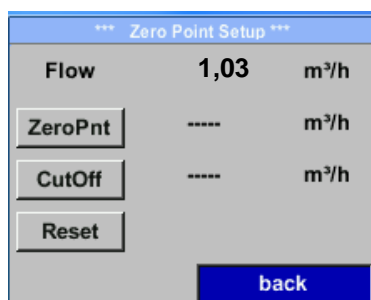 *** Zero Point Setup ***
Flow 1,03 m³/h
ZeroPnt ----- m³/h
CutOff ----- m³/h
Reset
back